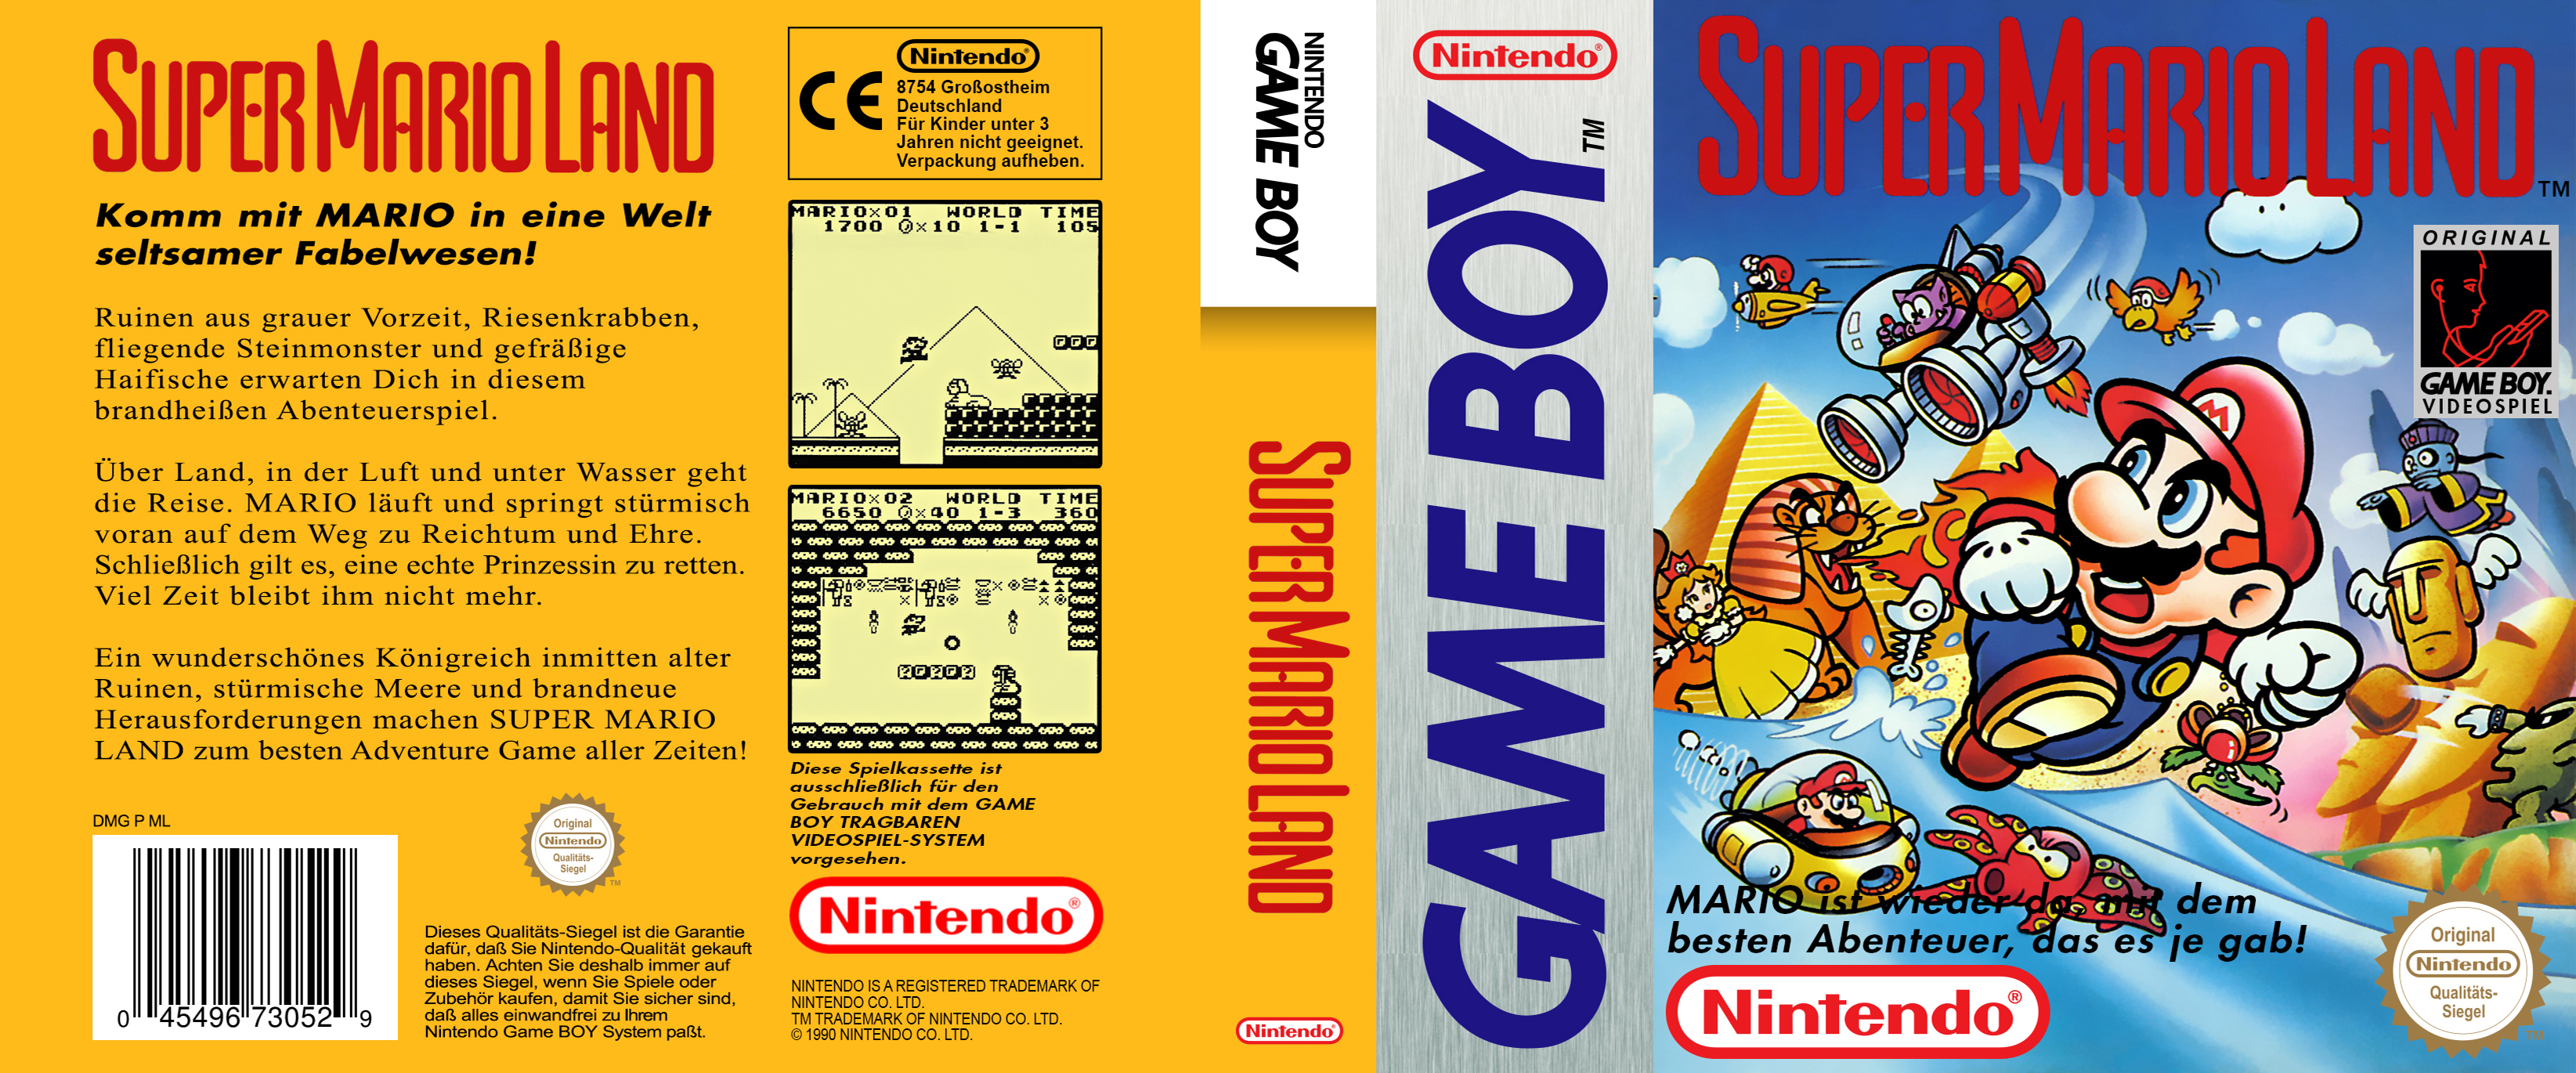 SUPER MARIO LAND
Komm mit MARIO in eine Welt
seltsamer Fabelwesen!
Ruinen aus grauer Vorzeit, Riesenkrabben,
fliegende Steinmonster und gefräßige
Haifische erwarten Dich in diesem
brandheißen Abenteuerspiel.
Über Land, in der Luft und unter Wasser geht
die Reise. MARIO läuft und springt stürmisch
voran auf dem Weg zu Reichtum und Ehre.
Schließlich gilt es, eine echte Prinzessin zu retten.
Viel Zeit bleibt ihm nicht mehr.
Ein wunderschönes Königreich inmitten alter
Ruinen, stürmische Meere und brandneue
Herausforderungen machen SUPER MARIO
LAND zum besten Adventure Game aller Zeiten!
DMG P ML
0 45496 73052 9
Original
Nintendo
Qualitäts-
Siegel
TM
Dieses Qualitäts-Siegel ist die Garantie
dafür, daß Sie Nintendo-Qualität gekauft
haben. Achten Sie deshalb immer auf
dieses Siegel, wenn Sie Spiele oder
Zubehör kaufen, damit Sie sicher sind,
daß alles einwandfrei zu Ihrem
Nintendo Game BOY System paßt.
CE
Nintendo®
8754 Großostheim
Deutschland
Für Kinder unter 3
Jahren nicht geeignet.
Verpackung aufheben.
MARIO×01 WORLD TIME
1700 ×10 1-1 105
MARIO×02 WORLD TIME
6650 ×40 1-3 360
Diese Spielkassette ist
ausschließlich für den
Gebrauch mit dem GAME
BOY TRAGBAREN
VIDEOSPIEL-SYSTEM
vorgesehen.
Nintendo®
NINTENDO IS A REGISTERED TRADEMARK OF
NINTENDO CO. LTD.
TM TRADEMARK OF NINTENDO CO. LTD.
© 1990 NINTENDO CO. LTD.
NINTENDO
GAME BOY
SUPER MARIO LAND
Nintendo®
Nintendo®
GAME BOY™
SUPER MARIO LAND™
ORIGINAL
GAME BOY.
VIDEOSPIEL
M
MARIO ist wieder da, mit dem
besten Abenteuer, das es je gab!
Nintendo®
Original
Nintendo
Qualitäts-
Siegel
TM